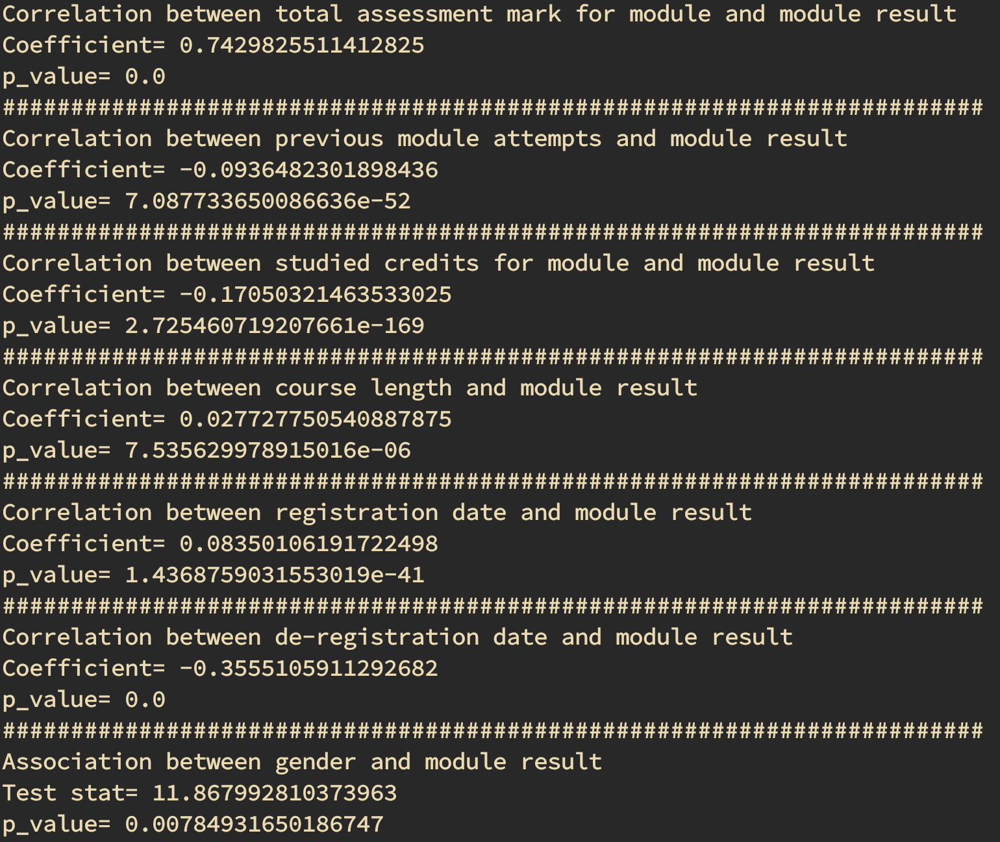 Correlation between total assessment mark for module and module result
Coefficient= 0.7429825511412825
p_value= 0.0
########################################################################
Correlation between previous module attempts and module result
Coefficient= -0.0936482301898436
p_value= 7.087733650086636e-52
########################################################################
Correlation between studied credits for module and module result
Coefficient= -0.17050321463533025
p_value= 2.725460719207661e-169
########################################################################
Correlation between course length and module result
Coefficient= 0.027727750540887875
p_value= 7.535629978915016e-06
########################################################################
Correlation between registration date and module result
Coefficient= 0.08350106191722498
p_value= 1.4368759031553019e-41
########################################################################
Correlation between de-registration date and module result
Coefficient= -0.3555105911292682
p_value= 0.0
########################################################################
Association between gender and module result
Test stat= 11.867992810373963
p_value= 0.00784931650186747